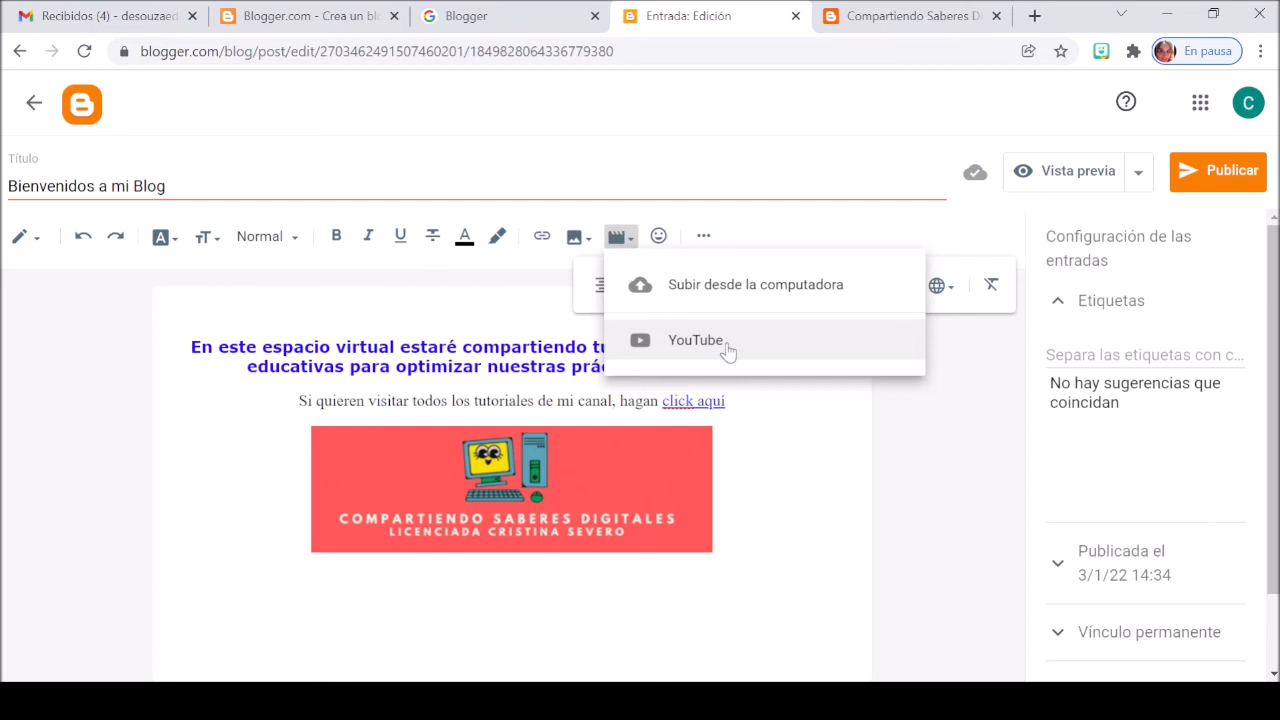 Recibidos (4) - desouzaed
Blogger.com - Crea un blo
Blogger
Entrada: Edición
Compartiendo Saberes D
blogger.com/blog/post/edit/2703462491507460201/1849828064336779380
En pausa
C
Título
Bienvenidos a mi Blog
Vista previa
Publicar
Normal
B I U A
Subir desde la computadora
YouTube
En este espacio virtual estaré compartiendo
educativas para optimizar nuestras
Si quieren visitar todos los tutoriales de mi canal, hagan click aquí
COMPARTIENDO SABERES DIGITALES
LICENCIADA CRISTINA SEVERO
Configuración de las
entradas
Etiquetas
Separa las etiquetas con c...
No hay sugerencias que
coincidan
Publicada el
3/1/22 14:34
Vínculo permanente